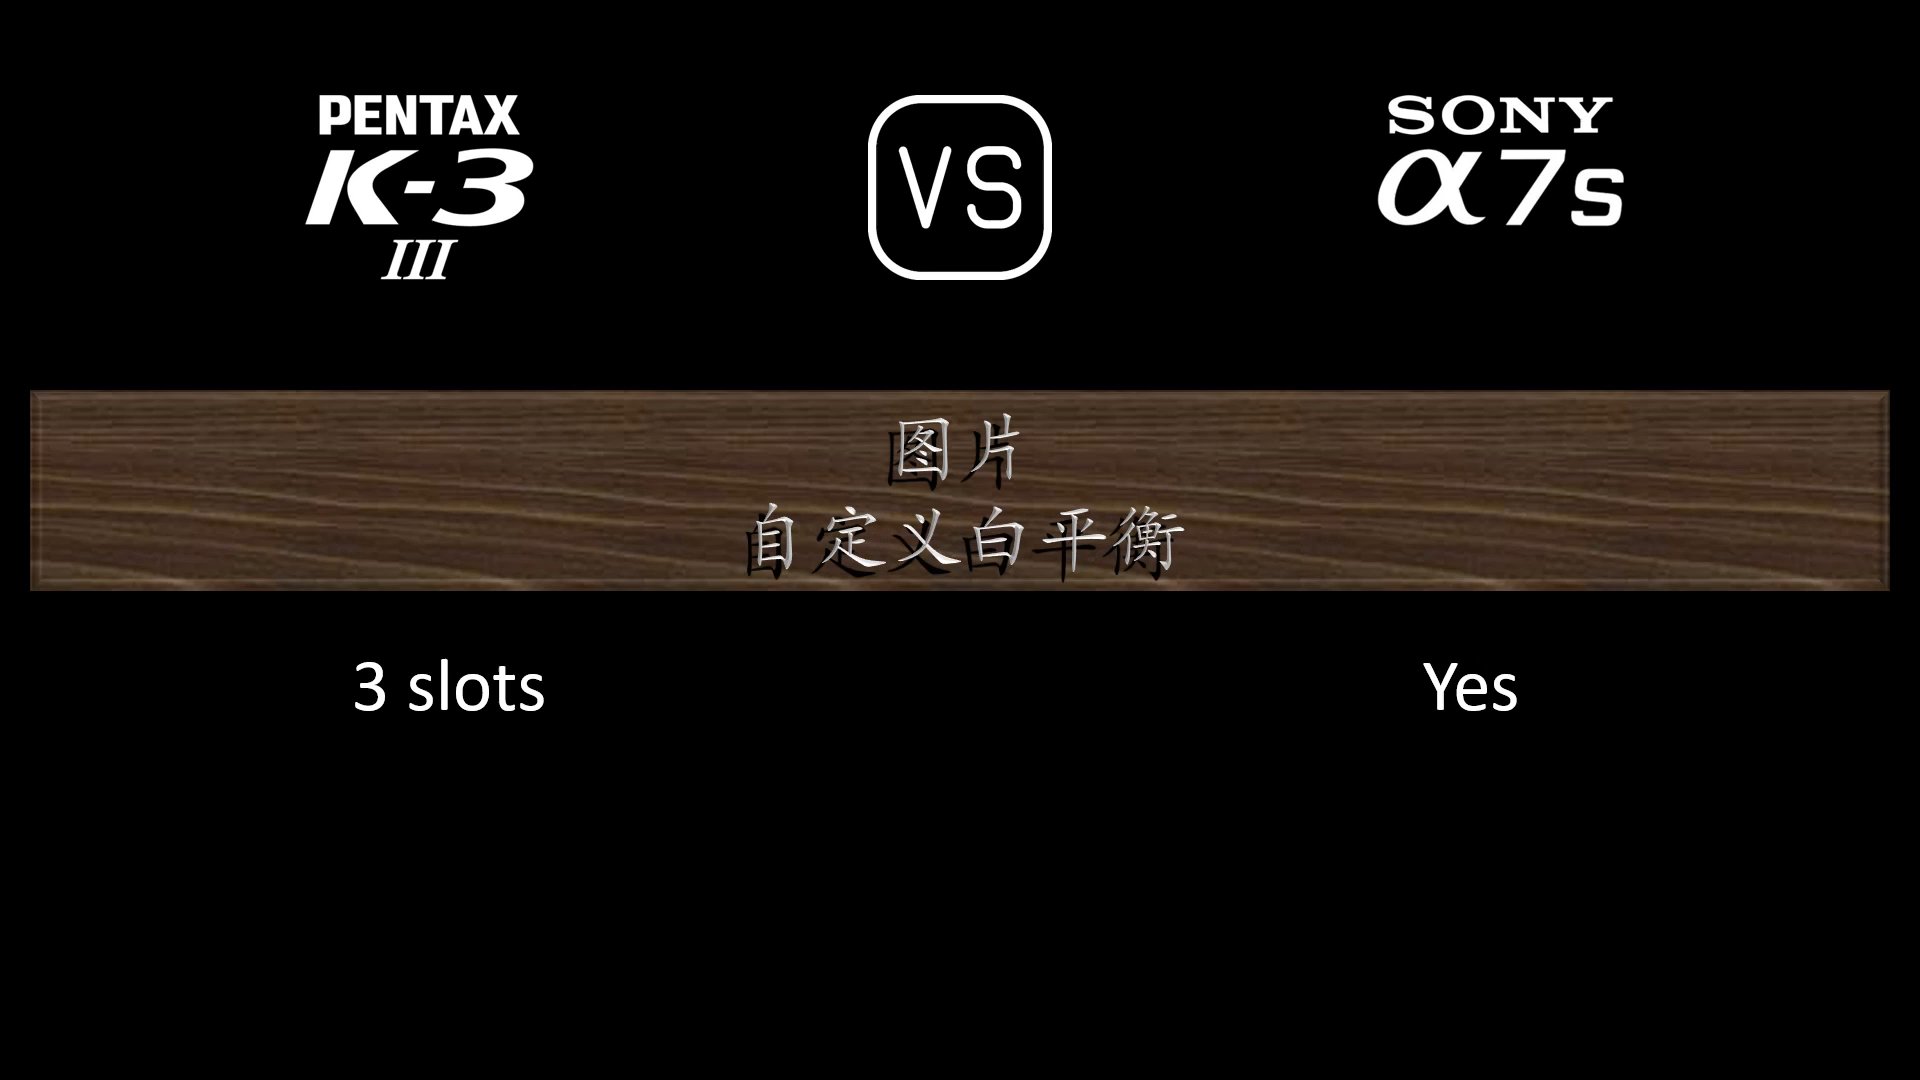 PENTAX
K-3
III
VS
SONY
α7s
图片
自定义白平衡
3 slots
Yes